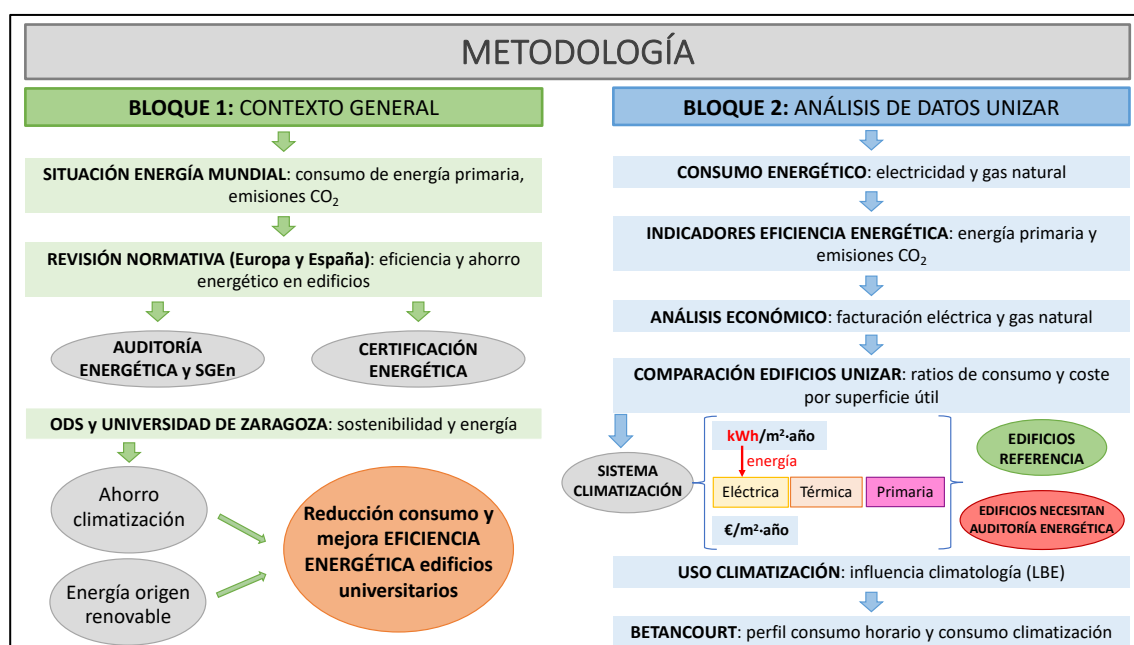 METODOLOGÍA
BLOQUE 1: CONTEXTO GENERAL
SITUACIÓN ENERGÍA MUNDIAL: consumo de energía primaria,
emisiones CO₂
REVISIÓN NORMATIVA (Europa y España): eficiencia y ahorro
energético en edificios
AUDITORÍA
ENERGÉTICA y SGEn
CERTIFICACIÓN
ENERGÉTICA
ODS y UNIVERSIDAD DE ZARAGOZA: sostenibilidad y energía
Ahorro
climatización
Energía origen
renovable
Reducción consumo y
mejora EFICIENCIA
ENERGÉTICA edificios
universitarios
BLOQUE 2: ANÁLISIS DE DATOS UNIZAR
CONSUMO ENERGÉTICO: electricidad y gas natural
INDICADORES EFICIENCIA ENERGÉTICA: energía primaria y
emisiones CO₂
ANÁLISIS ECONÓMICO: facturación eléctrica y gas natural
COMPARACIÓN EDIFICIOS UNIZAR: ratios de consumo y coste
por superficie útil
SISTEMA
CLIMATIZACIÓN
kWh/m²·año
energía
Eléctrica
Térmica
Primaria
€/m²·año
EDIFICIOS
REFERENCIA
EDIFICIOS NECESITAN
AUDITORÍA ENERGÉTICA
USO CLIMATIZACIÓN: influencia climatología (LBE)
BETANCOURT: perfil consumo horario y consumo climatización